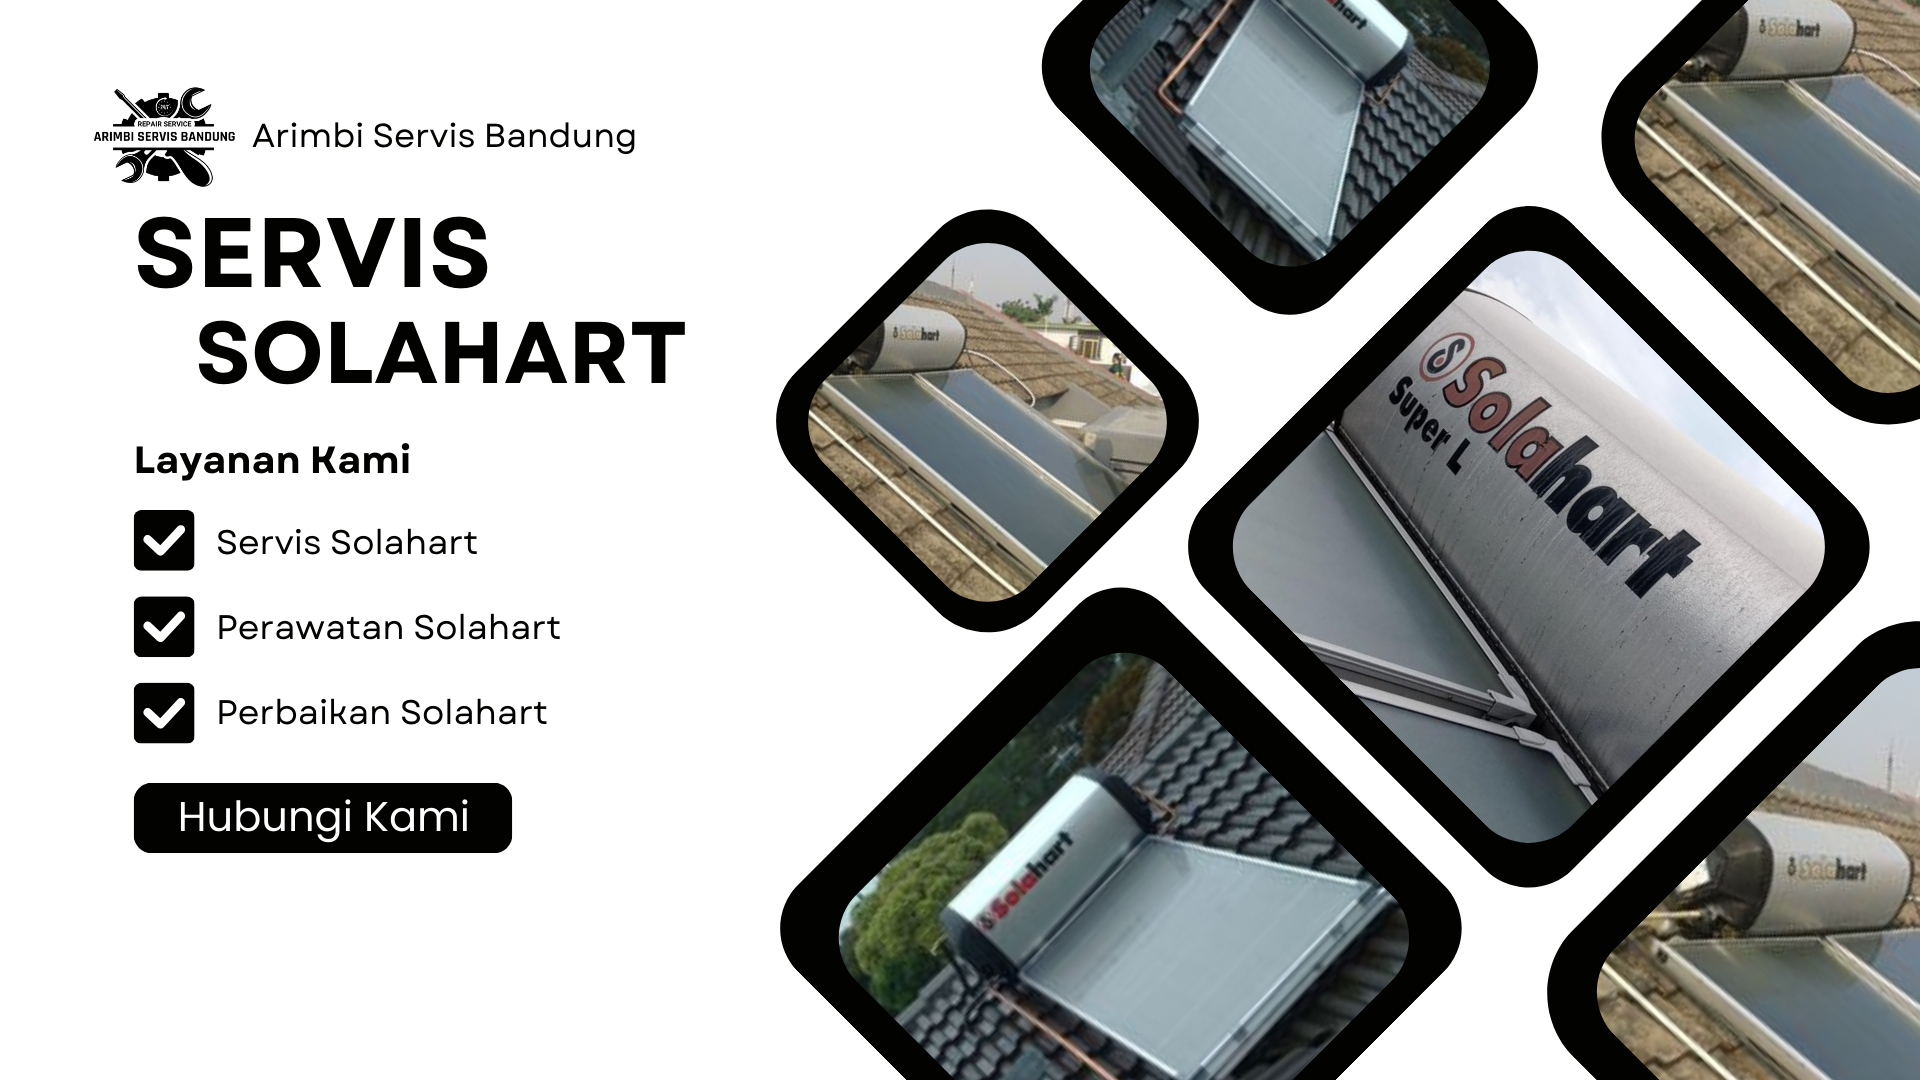 REPAIR SERVICE
ARIMBI SERVIS BANDUNG
Arimbi Servis Bandung
SERVIS
SOLAHART
Layanan Kami
Servis Solahart
Perawatan Solahart
Perbaikan Solahart
Hubungi Kami
hart
Solahart
Solahart
Solahart
Super L
Solahart
Solahart